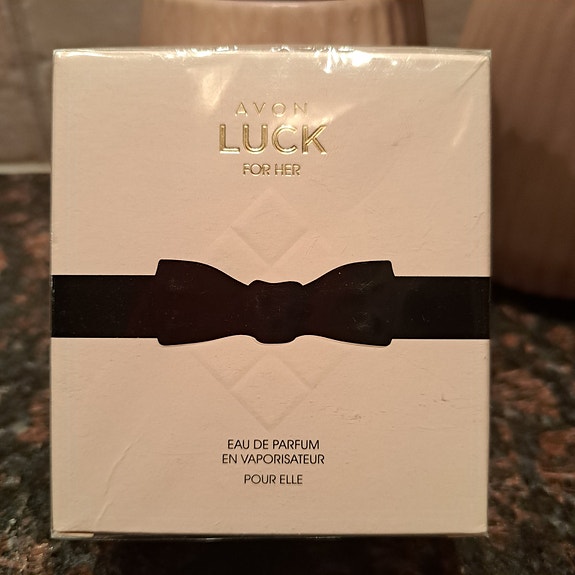 AVON
LUCK
FOR HER
EAU DE PARFUM
EN VAPORISATEUR
POUR ELLE